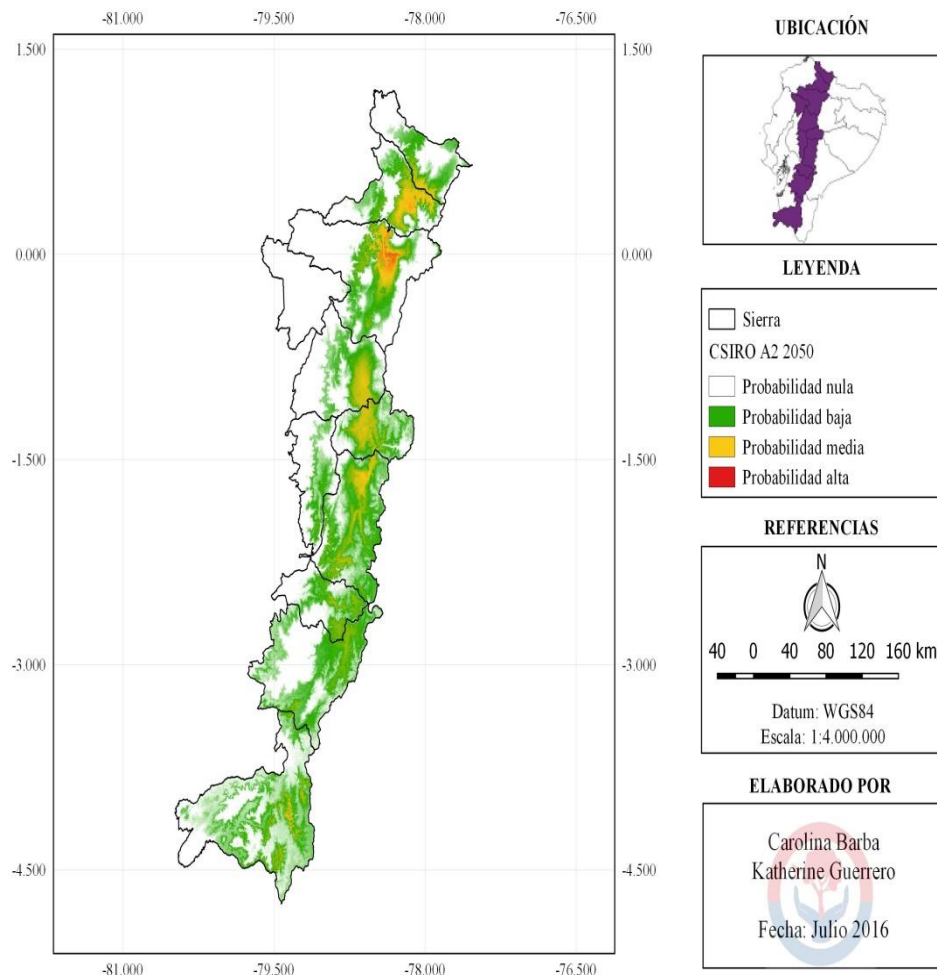 -81.000 -79.500 -78.000 -76.500
1.500 1.500
0.000 0.000
-1.500 -1.500
-3.000 -3.000
-4.500 -4.500
-81.000 -79.500 -78.000 -76.500
UBICACIÓN
LEYENDA
Sierra
CSIRO A2 2050
Probabilidad nula
Probabilidad baja
Probabilidad media
Probabilidad alta
REFERENCIAS
N
40 0 40 80 120 160 km
Datum: WGS84
Escala: 1:4.000.000
ELABORADO POR
Carolina Barba
Katherine Guerrero
Fecha: Julio 2016